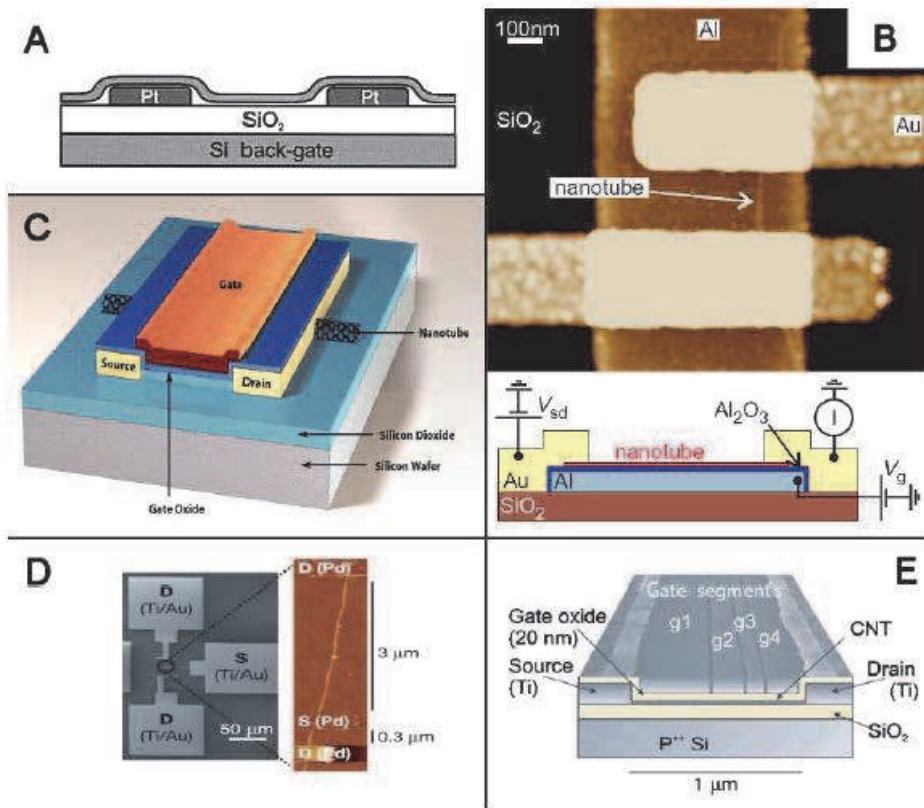 A
Pt
Pt
SiO₂
Si back-gate
B
100nm
Al
SiO₂
Au
nanotube
Vsd
Al₂O₃
I
nanotube
Vg
Au
Al
SiO₂
C
Gate
Nanotube
Source
Drain
Silicon Dioxide
Silicon Wafer
Gate Oxide
D
D
(Ti/Au)
S
(Ti/Au)
D
(Ti/Au)
50 μm
D (Pd)
3 μm
S (Pd)
0.3 μm
D (Pd)
E
Gate segments
g1
g2
g3
g4
Gate oxide
(20 nm)
CNT
Source
(Ti)
Drain
(Ti)
SiO₂
P⁺⁺ Si
1 μm